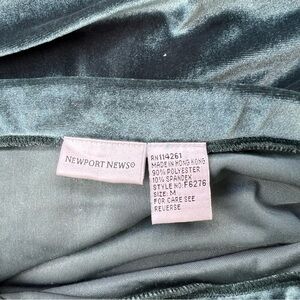 NEWPORT NEWS®
RN114261
MADE IN HONG KONG
90% POLYESTER
10% SPANDEX
STYLE NO: F6276
SIZE: M
FOR CARE SEE
REVERSE